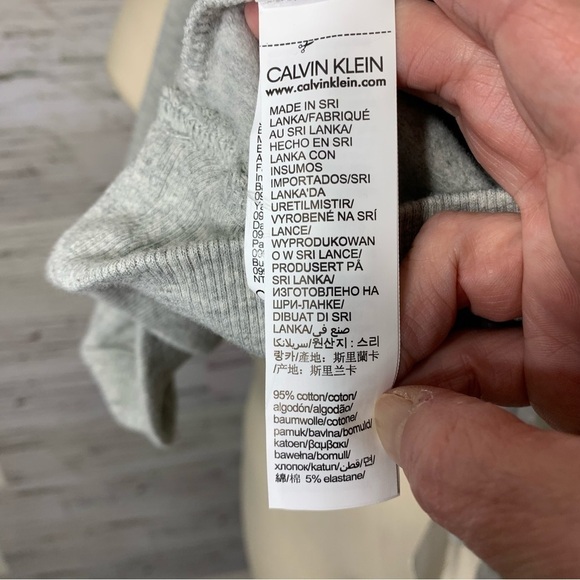 CALVIN KLEIN
www.calvinklein.com
MADE IN SRI
LANKA/FABRIQUÉ
AU SRI LANKA/
HECHO EN SRI
LANKA CON
INSUMOS
IMPORTADOS/SRI
LANKA'DA
URETILMISTIR/
VYROBENÉ NA SRÍ
LANCE/
WYPRODUKOWAN
O W SRI LANCE/
PRODUSERT PÅ
SRI LANKA/
ИЗГОТОВЛЕНО НА
ШРИ-ЛАНКЕ/
DIBUAT DI SRI
LANKA/صنع في
سريلانكا/원산지 : 스리
랑카/產地：斯里蘭卡
/产地：斯里兰卡
95% cotton/coton/
algodón/algodão/
baumwolle/cotone/
pamuk/bavlna/bomuld/
katoen/βαμβακι/
bawełna/bomull/
хлопок/katun/قطن/면/
綿/棉 5% elastane/